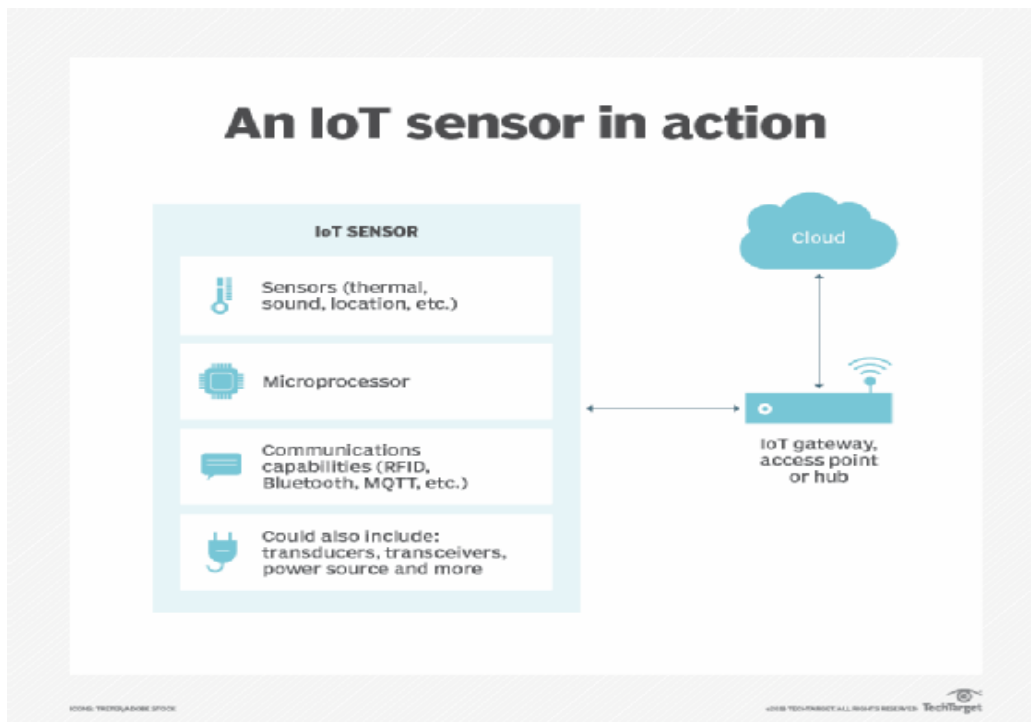 An IoT sensor in action
IoT SENSOR
Sensors (thermal,
sound, location, etc.)
Microprocessor
Communications
capabilities (RFID,
Bluetooth, MQTT, etc.)
Could also include:
transducers, transceivers,
power source and more
Cloud
IoT gateway,
access point
or hub
TechTarget